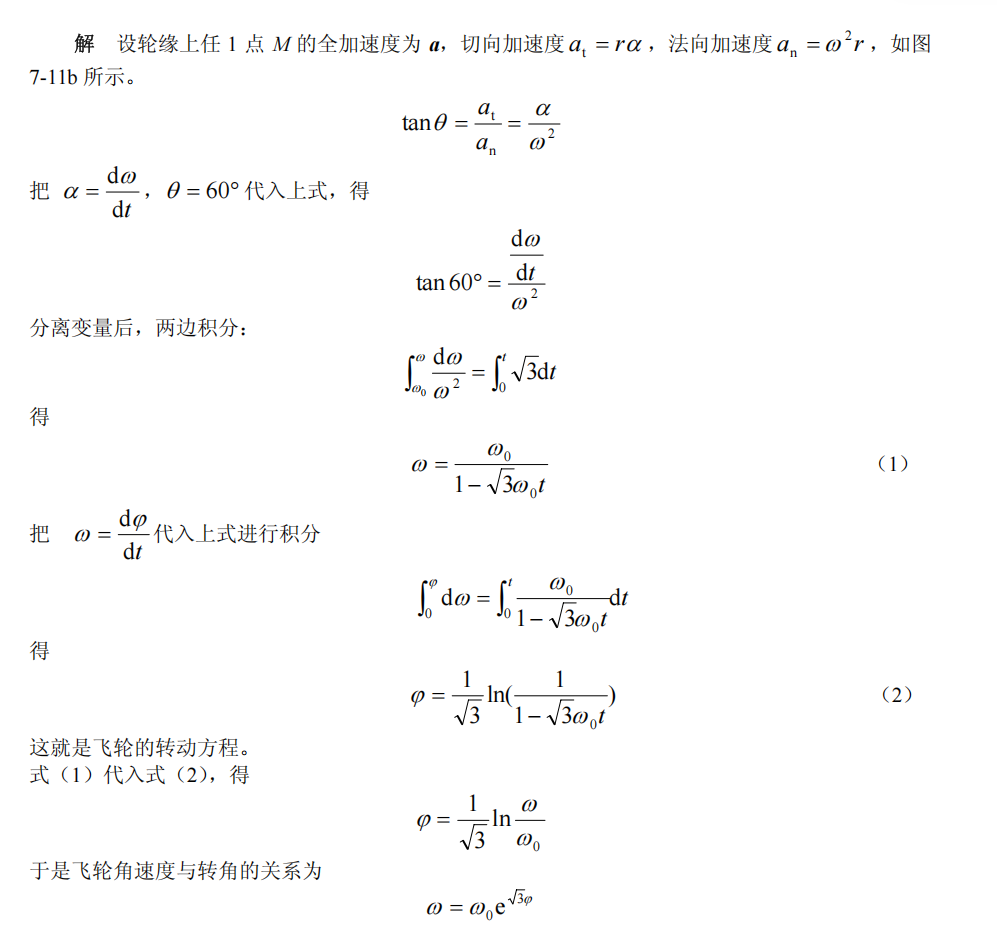 解 设轮缘上任 1 点 M 的全加速度为 a，切向加速度 a_t = rα，法向加速度 a_n = ω²r，如图
7-11b 所示。
tanθ = a_t / a_n = α / ω²
把 α = dω/dt，θ = 60° 代入上式，得
tan 60° = (dω/dt) / ω²
分离变量后，两边积分：
∫_{ω₀}^{ω} dω/ω² = ∫_0^t √3dt
得
ω = ω₀ / (1 − √3ω₀t) （1）
把 ω = dφ/dt 代入上式进行积分
∫_0^φ dω = ∫_0^t ω₀ / (1 − √3ω₀t) dt
得
φ = 1/√3 ln(1 / (1 − √3ω₀t)) （2）
这就是飞轮的转动方程。
式（1）代入式（2），得
φ = 1/√3 ln ω/ω₀
于是飞轮角速度与转角的关系为
ω = ω₀e^{√3φ}